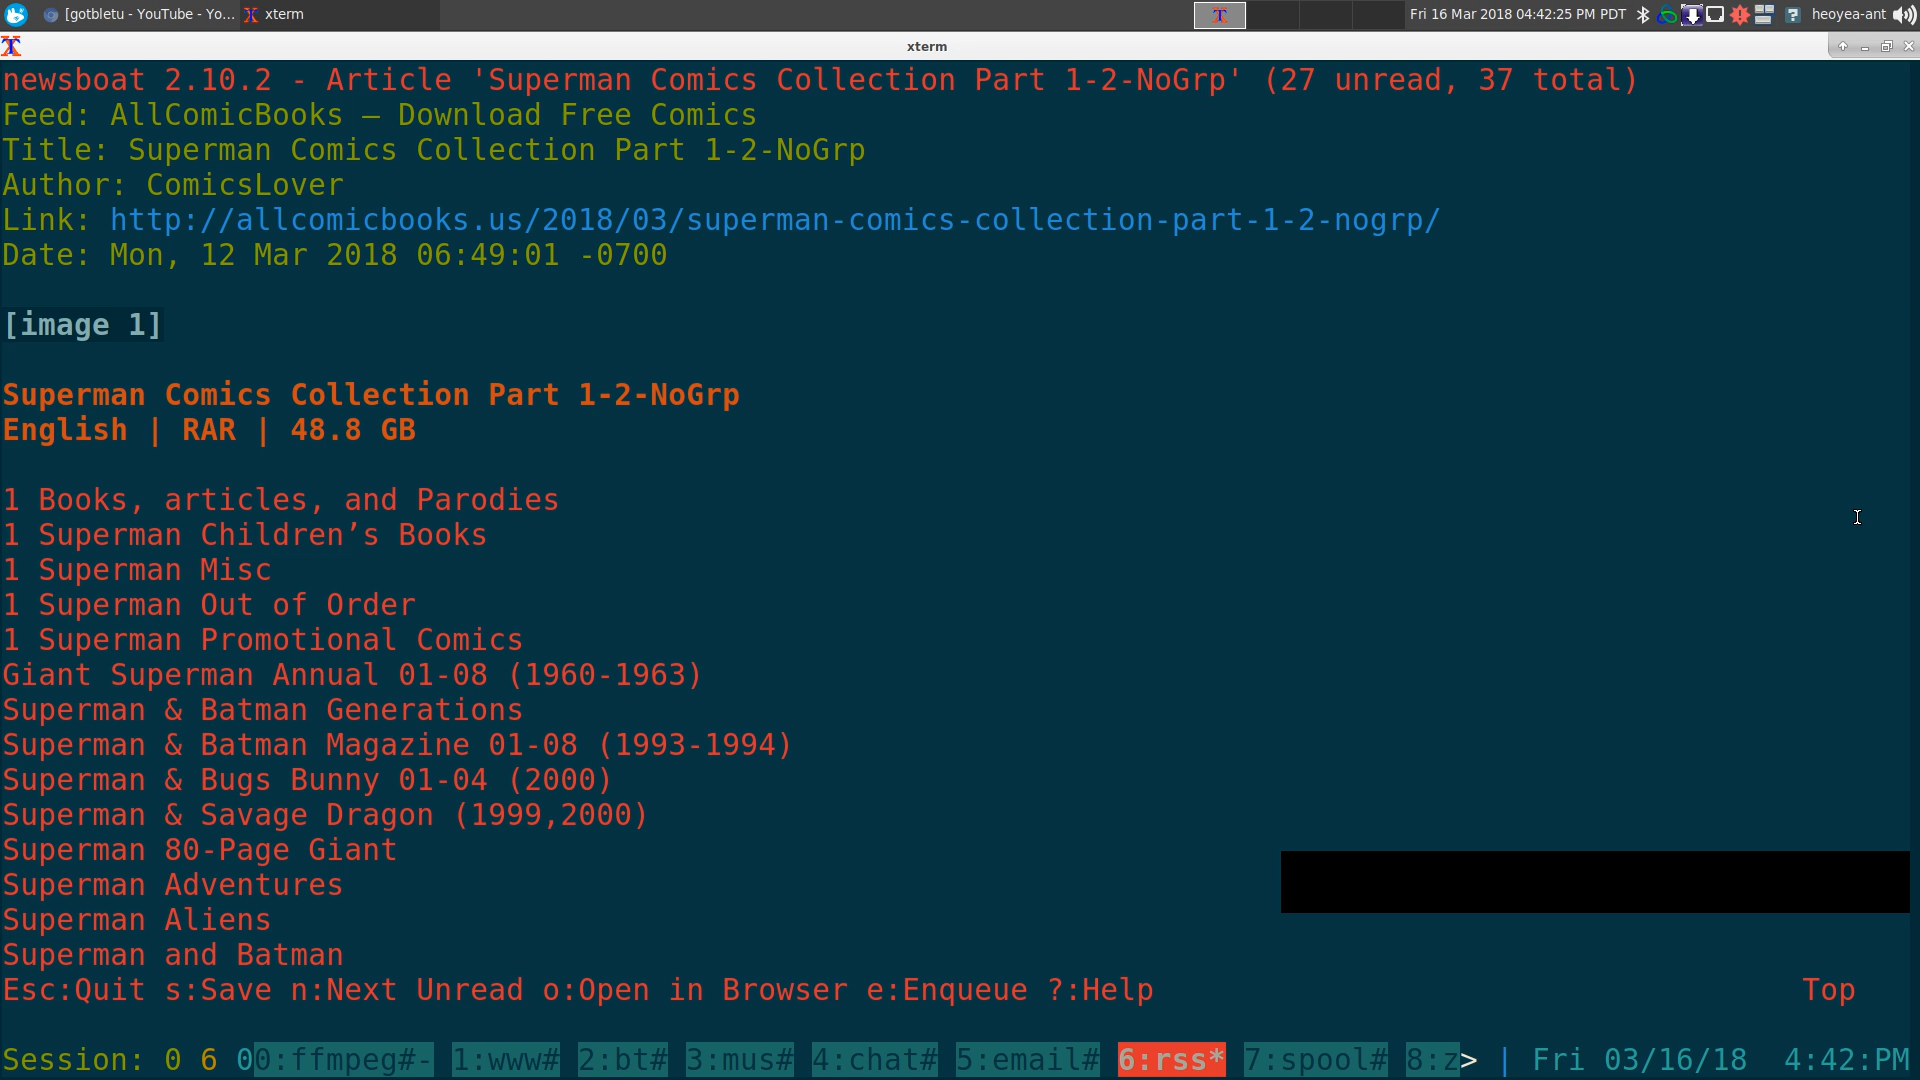 [gotbletu - YouTube - Yo... xterm Fri 16 Mar 2018 04:42:25 PM PDT heoyea-ant
xterm
newsboat 2.10.2 - Article 'Superman Comics Collection Part 1-2-NoGrp' (27 unread, 37 total)
Feed: AllComicBooks – Download Free Comics
Title: Superman Comics Collection Part 1-2-NoGrp
Author: ComicsLover
Link: http://allcomicbooks.us/2018/03/superman-comics-collection-part-1-2-nogrp/
Date: Mon, 12 Mar 2018 06:49:01 -0700
[image 1]
Superman Comics Collection Part 1-2-NoGrp
English | RAR | 48.8 GB
1 Books, articles, and Parodies
1 Superman Children’s Books
1 Superman Misc
1 Superman Out of Order
1 Superman Promotional Comics
Giant Superman Annual 01-08 (1960-1963)
Superman & Batman Generations
Superman & Batman Magazine 01-08 (1993-1994)
Superman & Bugs Bunny 01-04 (2000)
Superman & Savage Dragon (1999,2000)
Superman 80-Page Giant
Superman Adventures
Superman Aliens
Superman and Batman
Esc:Quit s:Save n:Next Unread o:Open in Browser e:Enqueue ?:Help Top
Session: 0 6 00:ffmpeg#- 1:www# 2:bt# 3:mus# 4:chat# 5:email# 6:rss* 7:spool# 8:z> | Fri 03/16/18 4:42:PM